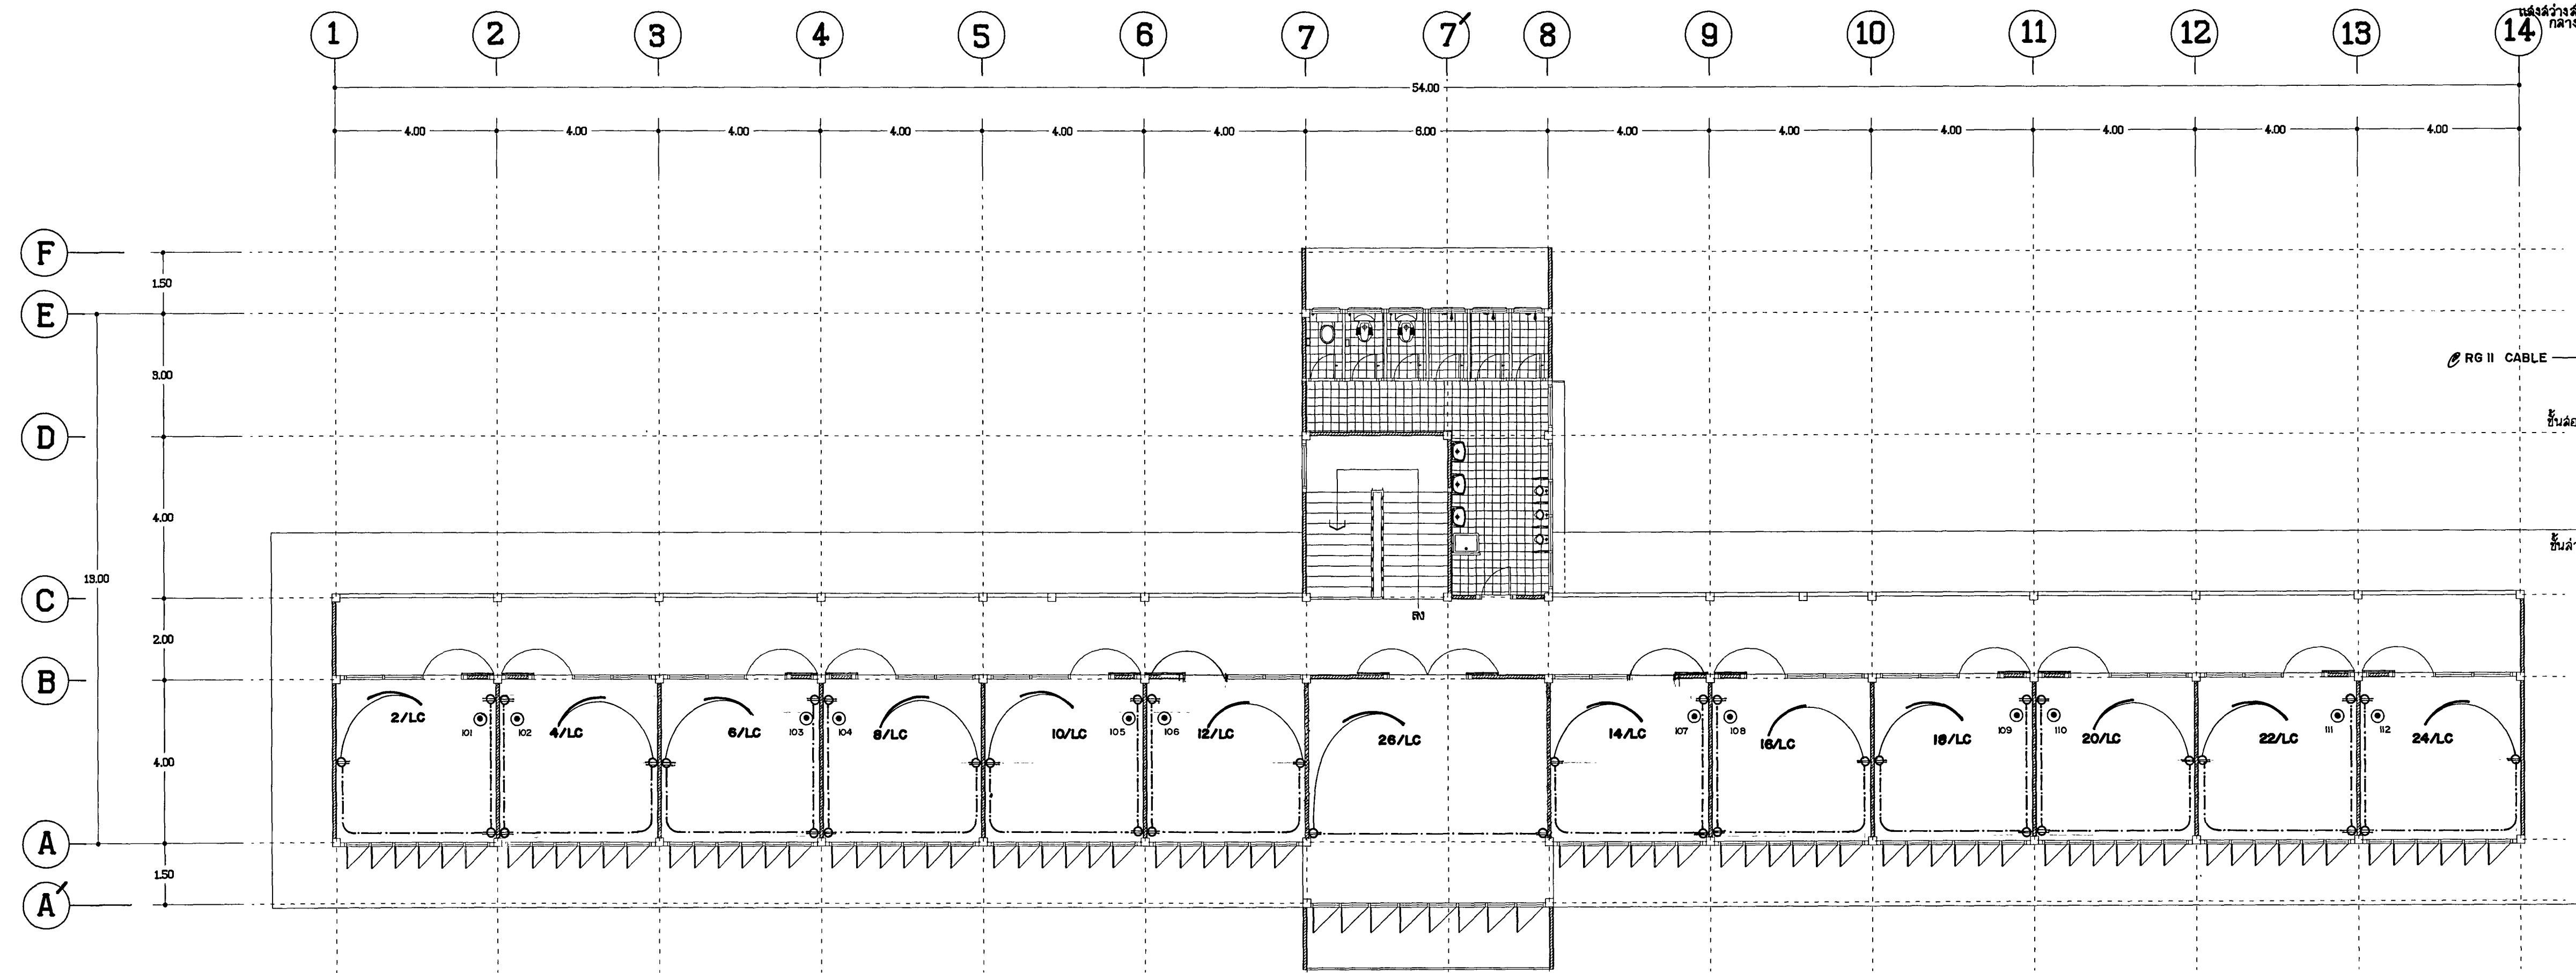 1 2 3 4 5 6 7 7′ 8 9 10 11 12 13 14
54.00
4.00 4.00 4.00 4.00 4.00 4.00 6.00 4.00 4.00 4.00 4.00 4.00 4.00
F
1.50
E
RG 11 CABLE
3.00
D
4.00
13.00
C
ลง
2.00
B
2/LC 4/LC 6/LC 8/LC 10/LC 12/LC 26/LC 14/LC 16/LC 18/LC 20/LC 22/LC 24/LC
101 102 103 104 105 106 107 108 109 110 111 112
4.00
A
1.50
A′